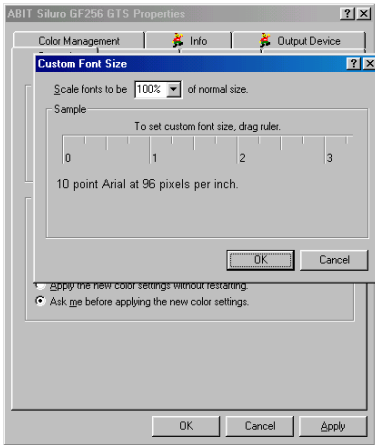 ABIT Siluro GF256 GTS Properties
Color Management Info Output Device
Custom Font Size
Scale fonts to be 100% of normal size.
Sample
To set custom font size, drag ruler.
0 1 2 3
10 point Arial at 96 pixels per inch.
OK Cancel
Apply the new color settings without restarting.
Ask me before applying the new color settings.
OK Cancel Apply